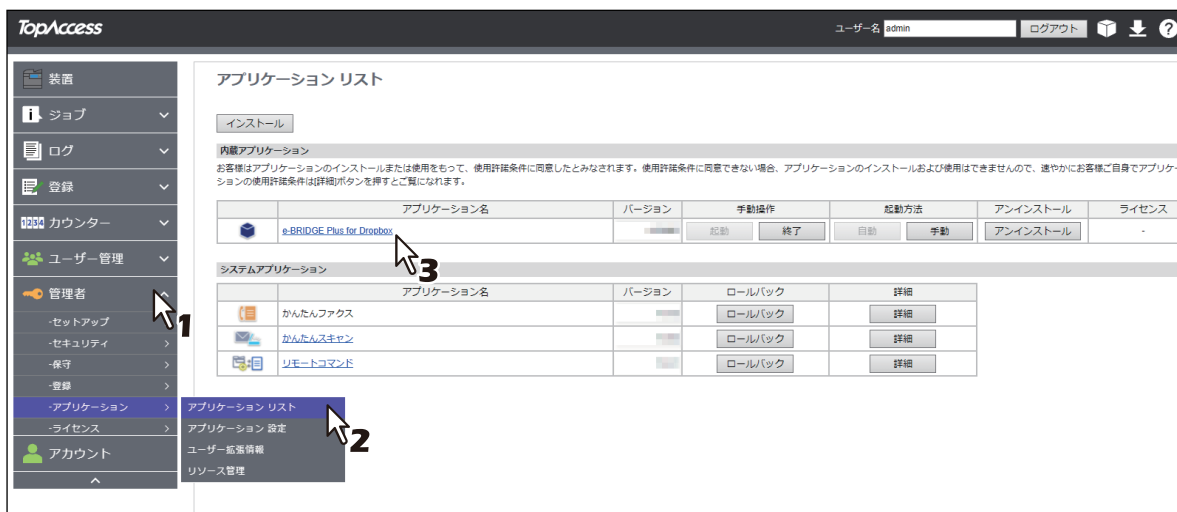 TopAccess
ユーザー名 admin ログアウト
装置
ジョブ
ログ
登録
カウンター
ユーザー管理
管理者
-セットアップ
-セキュリティ
-保守
-登録
-アプリケーション
-ライセンス
アカウント
アプリケーション リスト
アプリケーション 設定
ユーザー拡張情報
リソース管理
1
2
3
アプリケーション リスト
インストール
内蔵アプリケーション
お客様はアプリケーションのインストールまたは使用をもって、使用許諾条件に同意したとみなされます。使用許諾条件に同意できない場合、アプリケーションのインストールおよび使用はできませんので、速やかにお客様ご自身でアプリケー
ションの使用許諾条件は[詳細]ボタンを押すとご覧になれます。
アプリケーション名 バージョン 手動操作 起動方法 アンインストール ライセンス
e-BRIDGE Plus for Dropbox 起動 終了 自動 手動 アンインストール -
システムアプリケーション
アプリケーション名 バージョン ロールバック 詳細
かんたんファクス ロールバック 詳細
かんたんスキャン ロールバック 詳細
リモートコマンド ロールバック 詳細